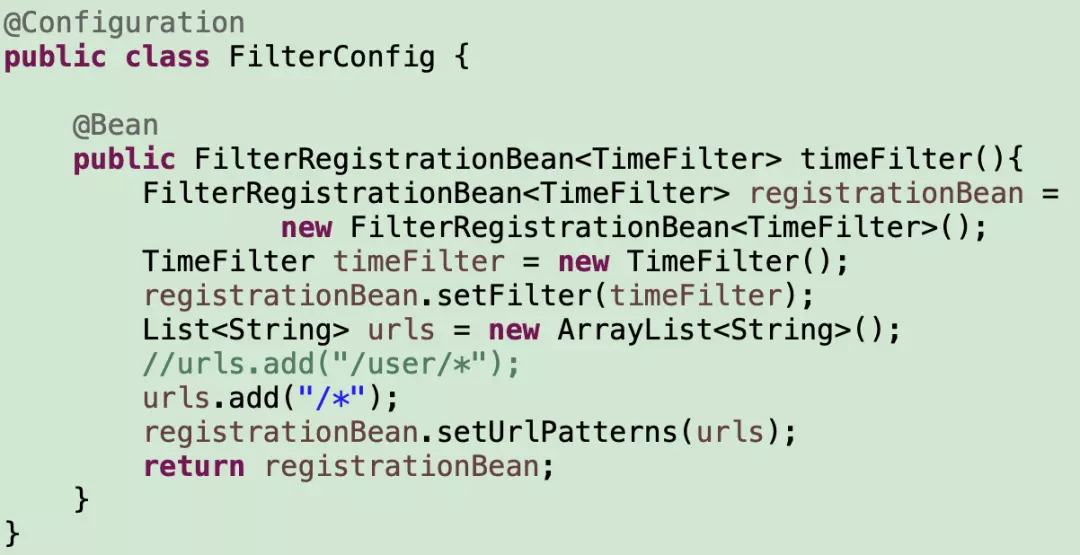 @Configuration
public class FilterConfig {
@Bean
public FilterRegistrationBean<TimeFilter> timeFilter(){
FilterRegistrationBean<TimeFilter> registrationBean =
new FilterRegistrationBean<TimeFilter>();
TimeFilter timeFilter = new TimeFilter();
registrationBean.setFilter(timeFilter);
List<String> urls = new ArrayList<String>();
//urls.add("/user/*");
urls.add("/*");
registrationBean.setUrlPatterns(urls);
return registrationBean;
}
}